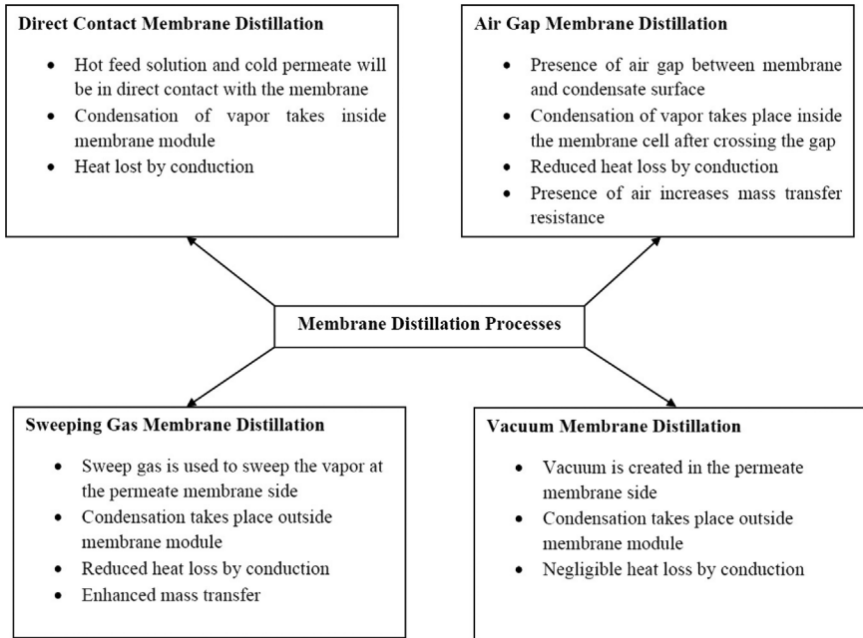 Direct Contact Membrane Distillation
• Hot feed solution and cold permeate will
be in direct contact with the membrane
• Condensation of vapor takes inside
membrane module
• Heat lost by conduction
Air Gap Membrane Distillation
• Presence of air gap between membrane
and condensate surface
• Condensation of vapor takes place inside
the membrane cell after crossing the gap
• Reduced heat loss by conduction
• Presence of air increases mass transfer
resistance
Membrane Distillation Processes
Sweeping Gas Membrane Distillation
• Sweep gas is used to sweep the vapor at
the permeate membrane side
• Condensation takes place outside
membrane module
• Reduced heat loss by conduction
• Enhanced mass transfer
Vacuum Membrane Distillation
• Vacuum is created in the permeate
membrane side
• Condensation takes place outside
membrane module
• Negligible heat loss by conduction